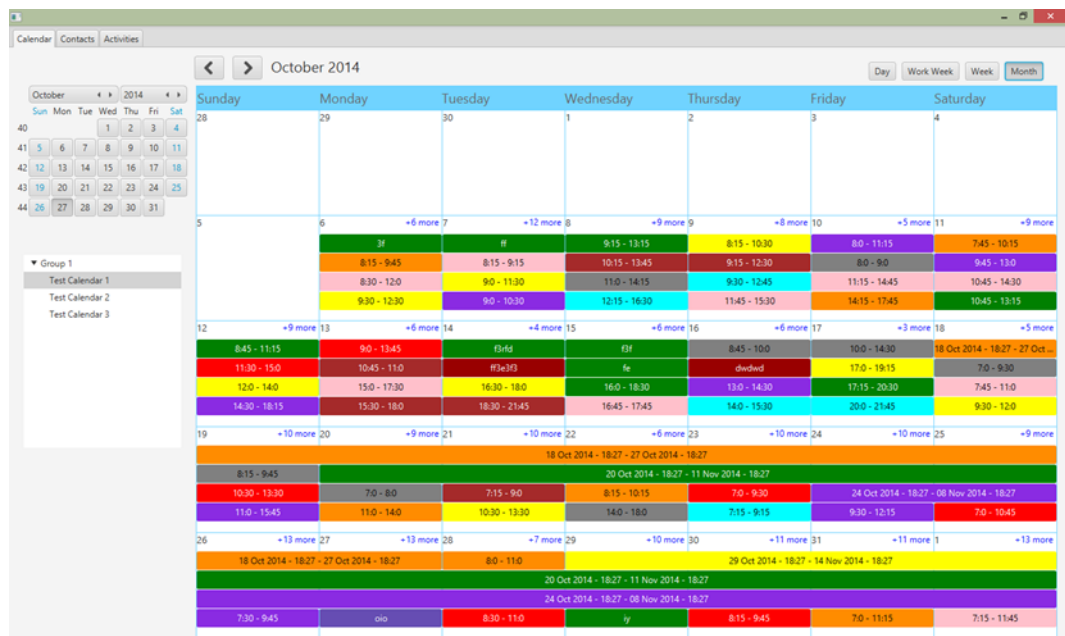 Calendar Contacts Activities
October 2014
Day Work Week Week Month
October 2014
Sun Mon Tue Wed Thu Fri Sat
40 1 2 3 4
41 5 6 7 8 9 10 11
42 12 13 14 15 16 17 18
43 19 20 21 22 23 24 25
44 26 27 28 29 30 31
Group 1
Test Calendar 1
Test Calendar 2
Test Calendar 3
Sunday Monday Tuesday Wednesday Thursday Friday Saturday
28 29 30 1 2 3 4
5 6 +6 more 7 +12 more 8 +9 more 9 +8 more 10 +5 more 11 +9 more
3f ff 9:15 - 13:15 8:15 - 10:30 8:0 - 11:15 7:45 - 10:15
8:15 - 9:45 8:15 - 9:15 10:15 - 13:45 9:15 - 12:30 8:0 - 9:0 9:45 - 13:0
8:30 - 12:0 9:0 - 11:30 11:0 - 14:15 9:30 - 12:45 11:15 - 14:45 10:45 - 14:30
9:30 - 12:30 9:0 - 10:30 12:15 - 16:30 11:45 - 15:30 14:15 - 17:45 10:45 - 13:15
12 +9 more 13 +6 more 14 +4 more 15 +6 more 16 +6 more 17 +3 more 18 +5 more
8:45 - 11:15 9:0 - 13:45 f3rfd f3f 8:45 - 10:0 10:0 - 14:30 18 Oct 2014 - 18:27 - 27 Oct ...
11:30 - 15:0 10:45 - 11:0 ff3e3f3 fe dwdwd 17:0 - 19:15 7:0 - 9:30
12:0 - 14:0 15:0 - 17:30 16:30 - 18:0 16:0 - 18:30 13:0 - 14:30 17:15 - 20:30 7:45 - 11:0
14:30 - 18:15 15:30 - 18:0 18:30 - 21:45 16:45 - 17:45 14:0 - 15:30 20:0 - 21:45 9:30 - 12:0
19 +10 more 20 +9 more 21 +10 more 22 +6 more 23 +10 more 24 +10 more 25 +9 more
18 Oct 2014 - 18:27 - 27 Oct 2014 - 18:27
8:15 - 9:45 20 Oct 2014 - 18:27 - 11 Nov 2014 - 18:27
10:30 - 13:30 7:0 - 8:0 7:15 - 9:0 8:15 - 10:15 7:0 - 9:30 24 Oct 2014 - 18:27 - 08 Nov 2014 - 18:27
11:0 - 15:45 11:0 - 14:0 10:30 - 13:30 14:0 - 18:0 7:15 - 9:15 9:30 - 12:15 7:0 - 10:45
26 +13 more 27 +13 more 28 +7 more 29 +10 more 30 +11 more 31 +11 more 1 +13 more
18 Oct 2014 - 18:27 - 27 Oct 2014 - 18:27 8:0 - 11:0 29 Oct 2014 - 18:27 - 14 Nov 2014 - 18:27
20 Oct 2014 - 18:27 - 11 Nov 2014 - 18:27
24 Oct 2014 - 18:27 - 08 Nov 2014 - 18:27
7:30 - 9:45 oio 8:30 - 11:0 iy 8:15 - 9:45 7:0 - 11:15 7:15 - 11:45